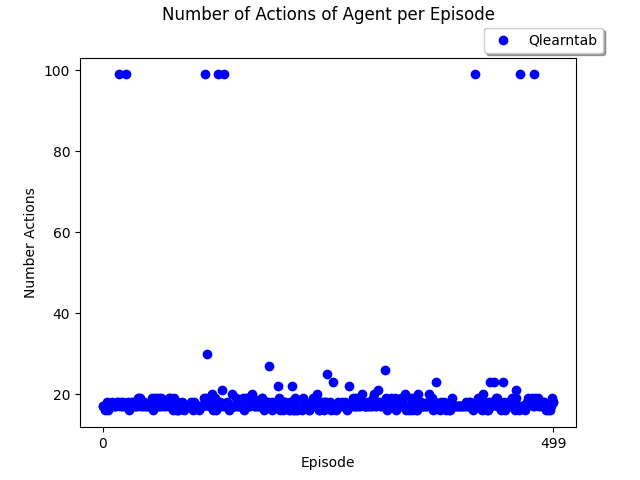 Number of Actions of Agent per Episode
Qlearntab
100
80
60
40
20
Number Actions
0
499
Episode